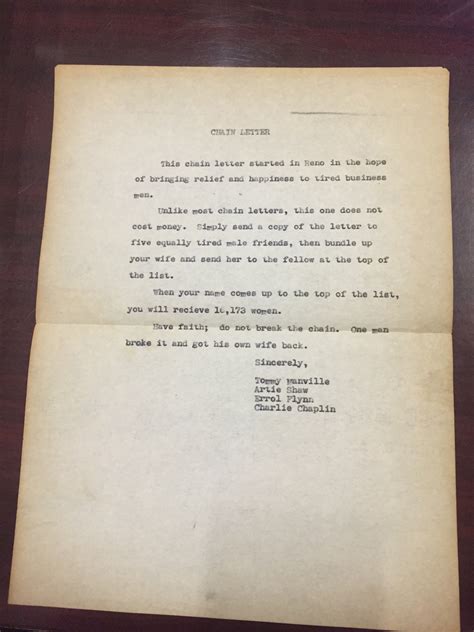 CHAIN LETTER
This chain letter started in Reno in the hope
of bringing relief and happiness to tired business
men.
Unlike most chain letters, this one does not
cost money. Simply send a copy of the letter to
five equally tired male friends, then bundle up
your wife and send her to the fellow at the top of
the list.
When your name comes up to the top of the list,
you will recieve 16,173 women.
Have faith; do not break the chain. One man
broke it and got his own wife back.
Sincerely,
Tommy Manville
Artie Shaw
Errol Flynn
Charlie Chaplin